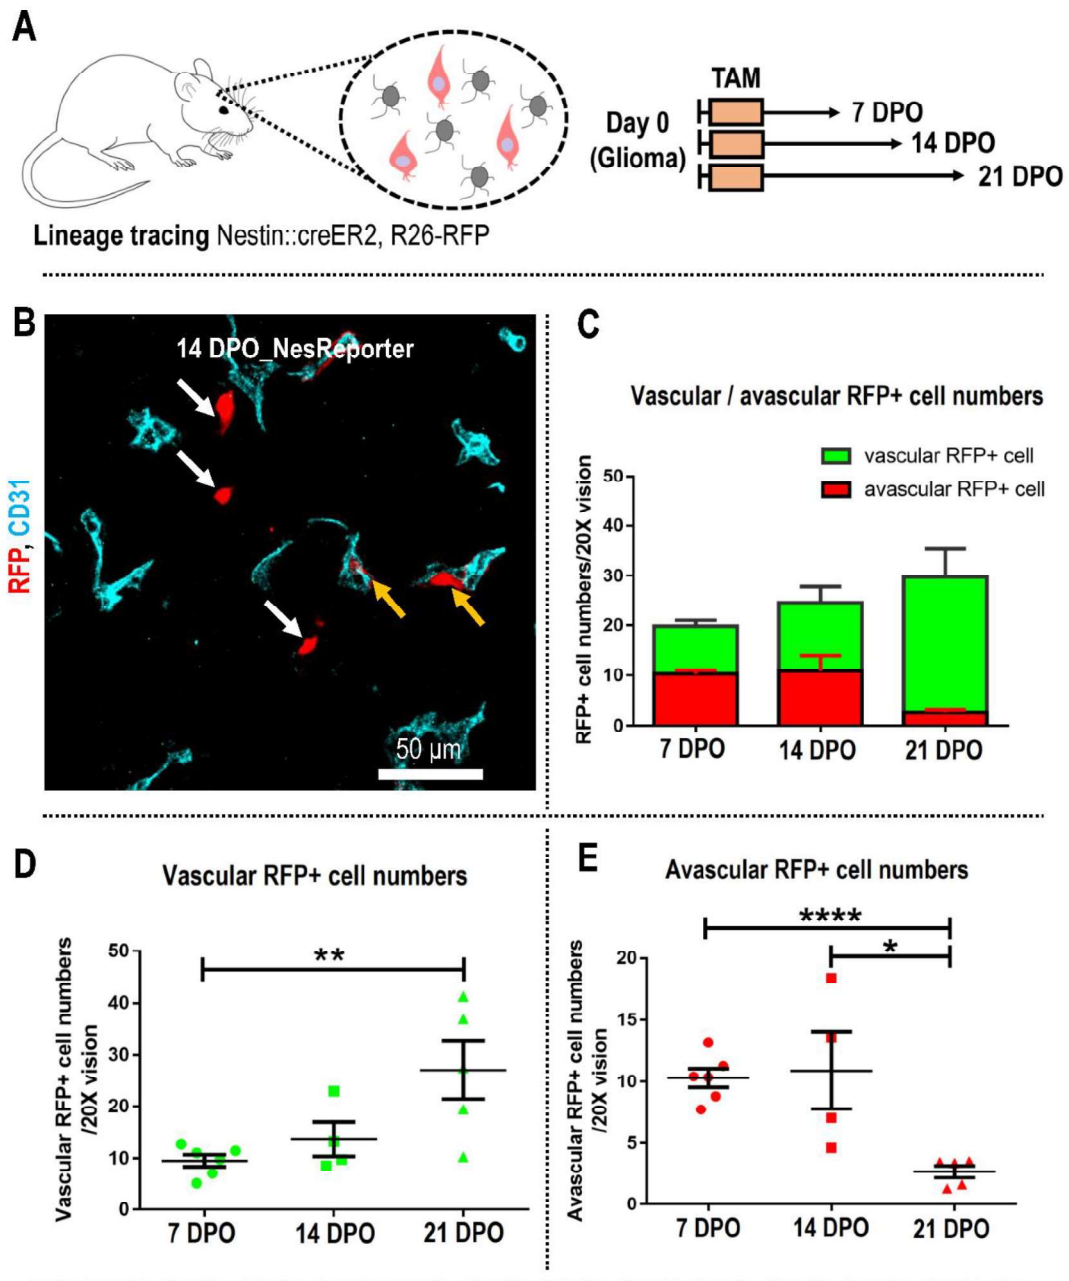 A
TAM
Day 0
(Glioma)
7 DPO
14 DPO
21 DPO
Lineage tracing Nestin::creER2, R26-RFP
B
RFP, CD31
14 DPO_NesReporter
50 µm
C
Vascular / avascular RFP+ cell numbers
vascular RFP+ cell
avascular RFP+ cell
RFP+ cell numbers/20X vision
50
40
30
20
10
0
7 DPO 14 DPO 21 DPO
D
Vascular RFP+ cell numbers
Vascular RFP+ cell numbers
/20X vision
**
50
40
30
20
10
0
7 DPO 14 DPO 21 DPO
E
Avascular RFP+ cell numbers
Avascular RFP+ cell numbers
/20X vision
****
*
20
15
10
5
0
7 DPO 14 DPO 21 DPO